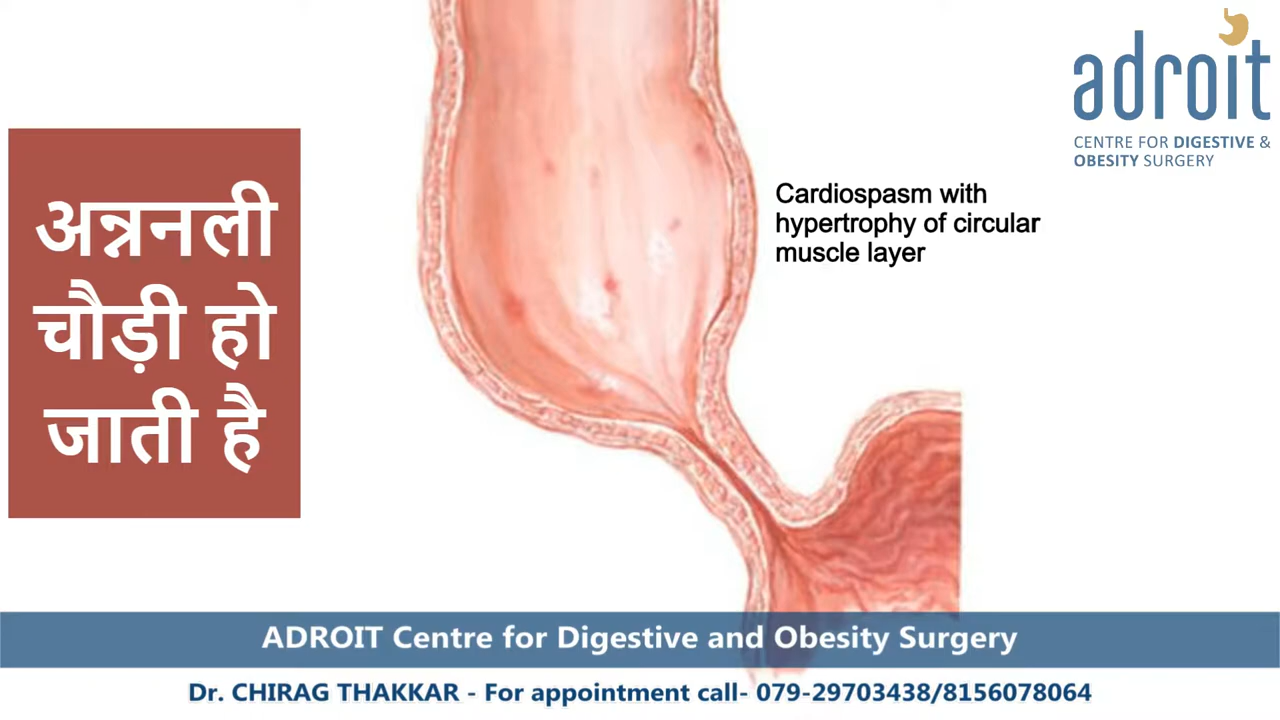 adroit
CENTRE FOR DIGESTIVE &
OBESITY SURGERY
अन्ननली
चौड़ी हो
जाती है
Cardiospasm with
hypertrophy of circular
muscle layer
ADROIT Centre for Digestive and Obesity Surgery
Dr. CHIRAG THAKKAR - For appointment call- 079-29703438/8156078064